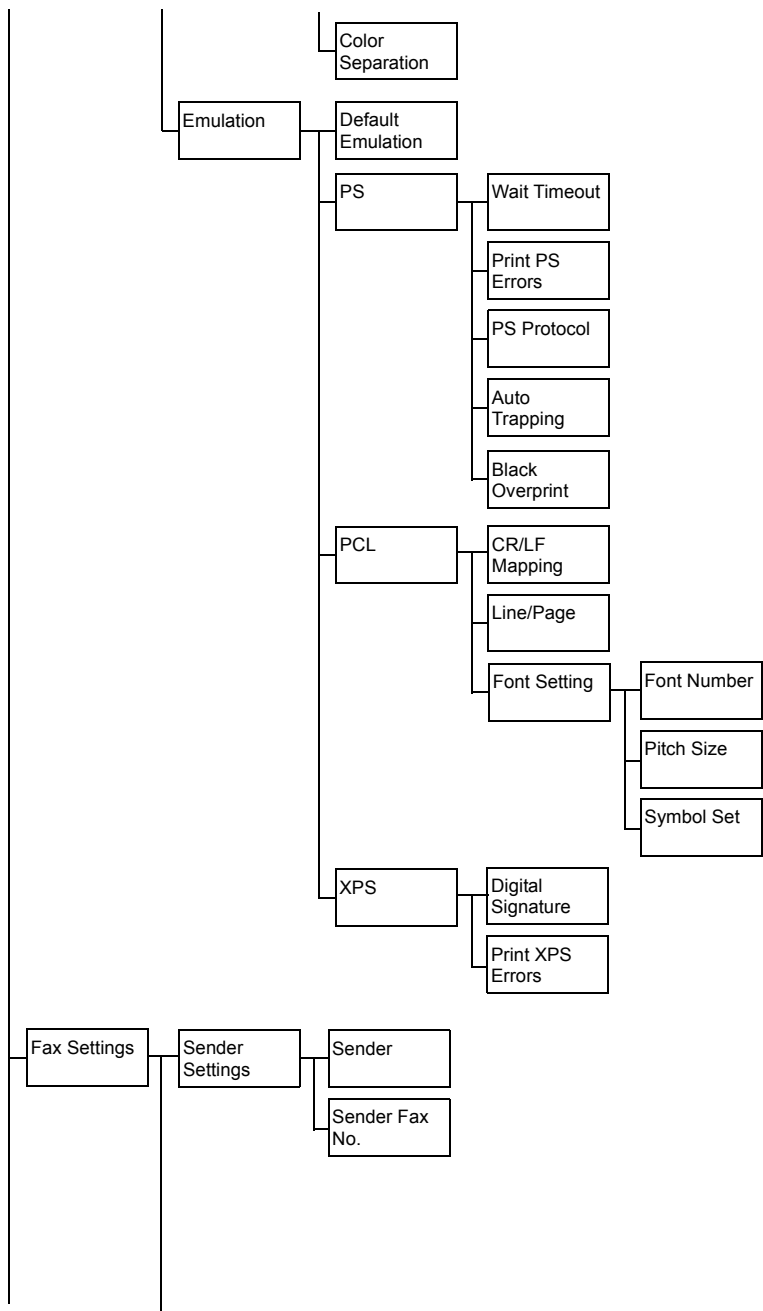 Color
Separation
Emulation
Default
Emulation
PS
Wait Timeout
Print PS
Errors
PS Protocol
Auto
Trapping
Black
Overprint
PCL
CR/LF
Mapping
Line/Page
Font Setting
Font Number
Pitch Size
Symbol Set
XPS
Digital
Signature
Print XPS
Errors
Fax Settings
Sender
Settings
Sender
Sender Fax
No.